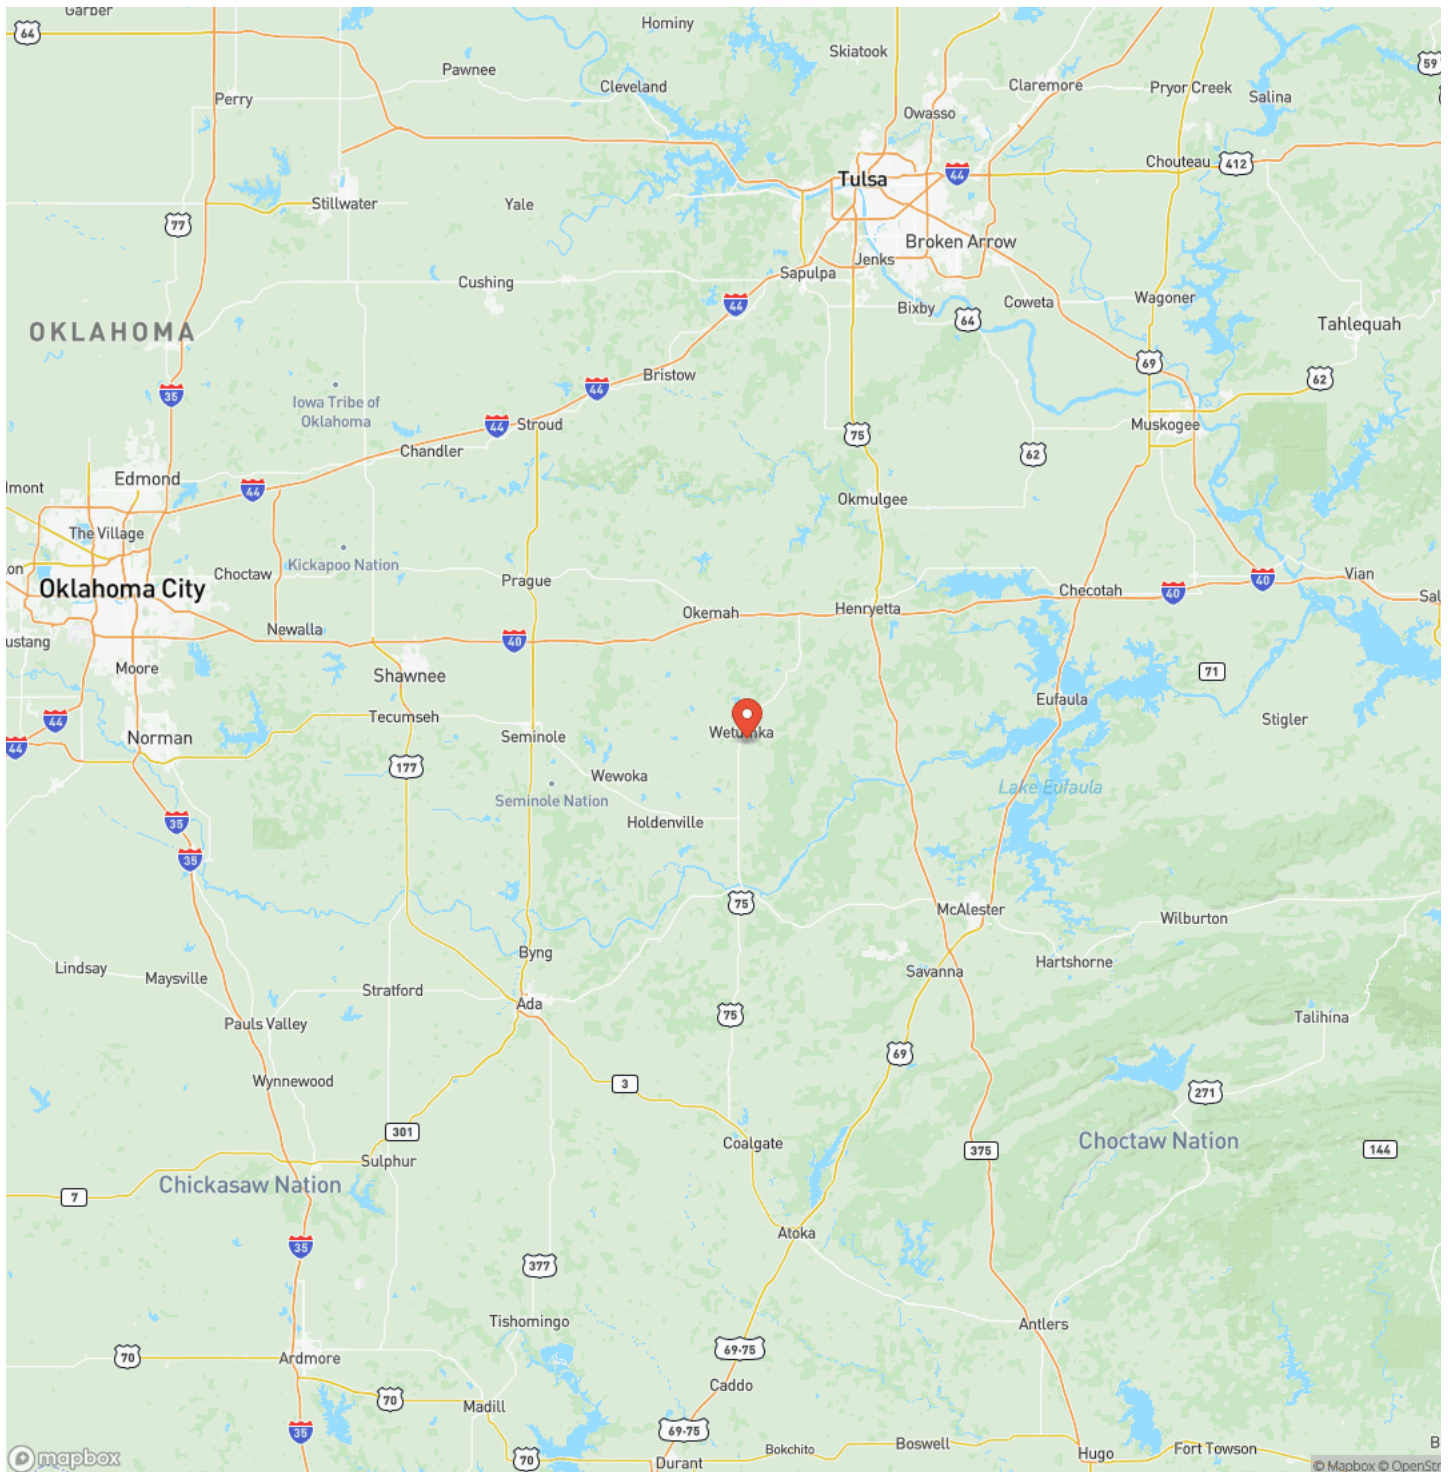 Garber
Hominy
64
Skiatook
Pawnee
59
Cleveland
Claremore
Pryor Creek
Perry
Salina
Owasso
Chouteau
412
44
Tulsa
Stillwater
Yale
77
Broken Arrow
Jenks
Sapulpa
Cushing
Wagoner
44
Coweta
Bixby
64
Tahlequah
OKLAHOMA
69
Bristow
62
44
35
Iowa Tribe of
Oklahoma
Stroud
44
Muskogee
75
Chandler
62
Edmond
lmont
44
Okmulgee
The Village
Kickapoo Nation
on
Choctaw
Vian
40
Prague
Oklahoma City
Checotah
40
Sal
Henryetta
Okemah
Newalla
40
ustang
Moore
71
Shawnee
Eufaula
Tecumseh
44
Stigler
Norman
Seminole
44
177
Wewoka
Lake Eufaula
Seminole Nation
35
Holdenville
35
75
McAlester
Wilburton
Byng
Hartshorne
Lindsay
Savanna
Maysville
Stratford
Ada
75
Talihina
Pauls Valley
69
Wynnewood
3
271
301
Coalgate
Choctaw Nation
375
144
Sulphur
Chickasaw Nation
7
Atoka
35
377
Tishomingo
Antlers
69-75
70
Ardmore
Caddo
70
Madill
69-75
35
Boswell
B
Bokchito
Fort Towson
Hugo
mapbox
70
Durant
© Mapbox © OpenStr